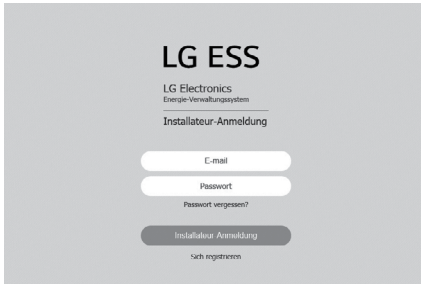 LG ESS
LG Electronics
Energie-Verwaltungssystem
Installateur-Anmeldung
E-mail
Passwort
Passwort vergessen?
Installateur Anmeldung
Sich registrieren